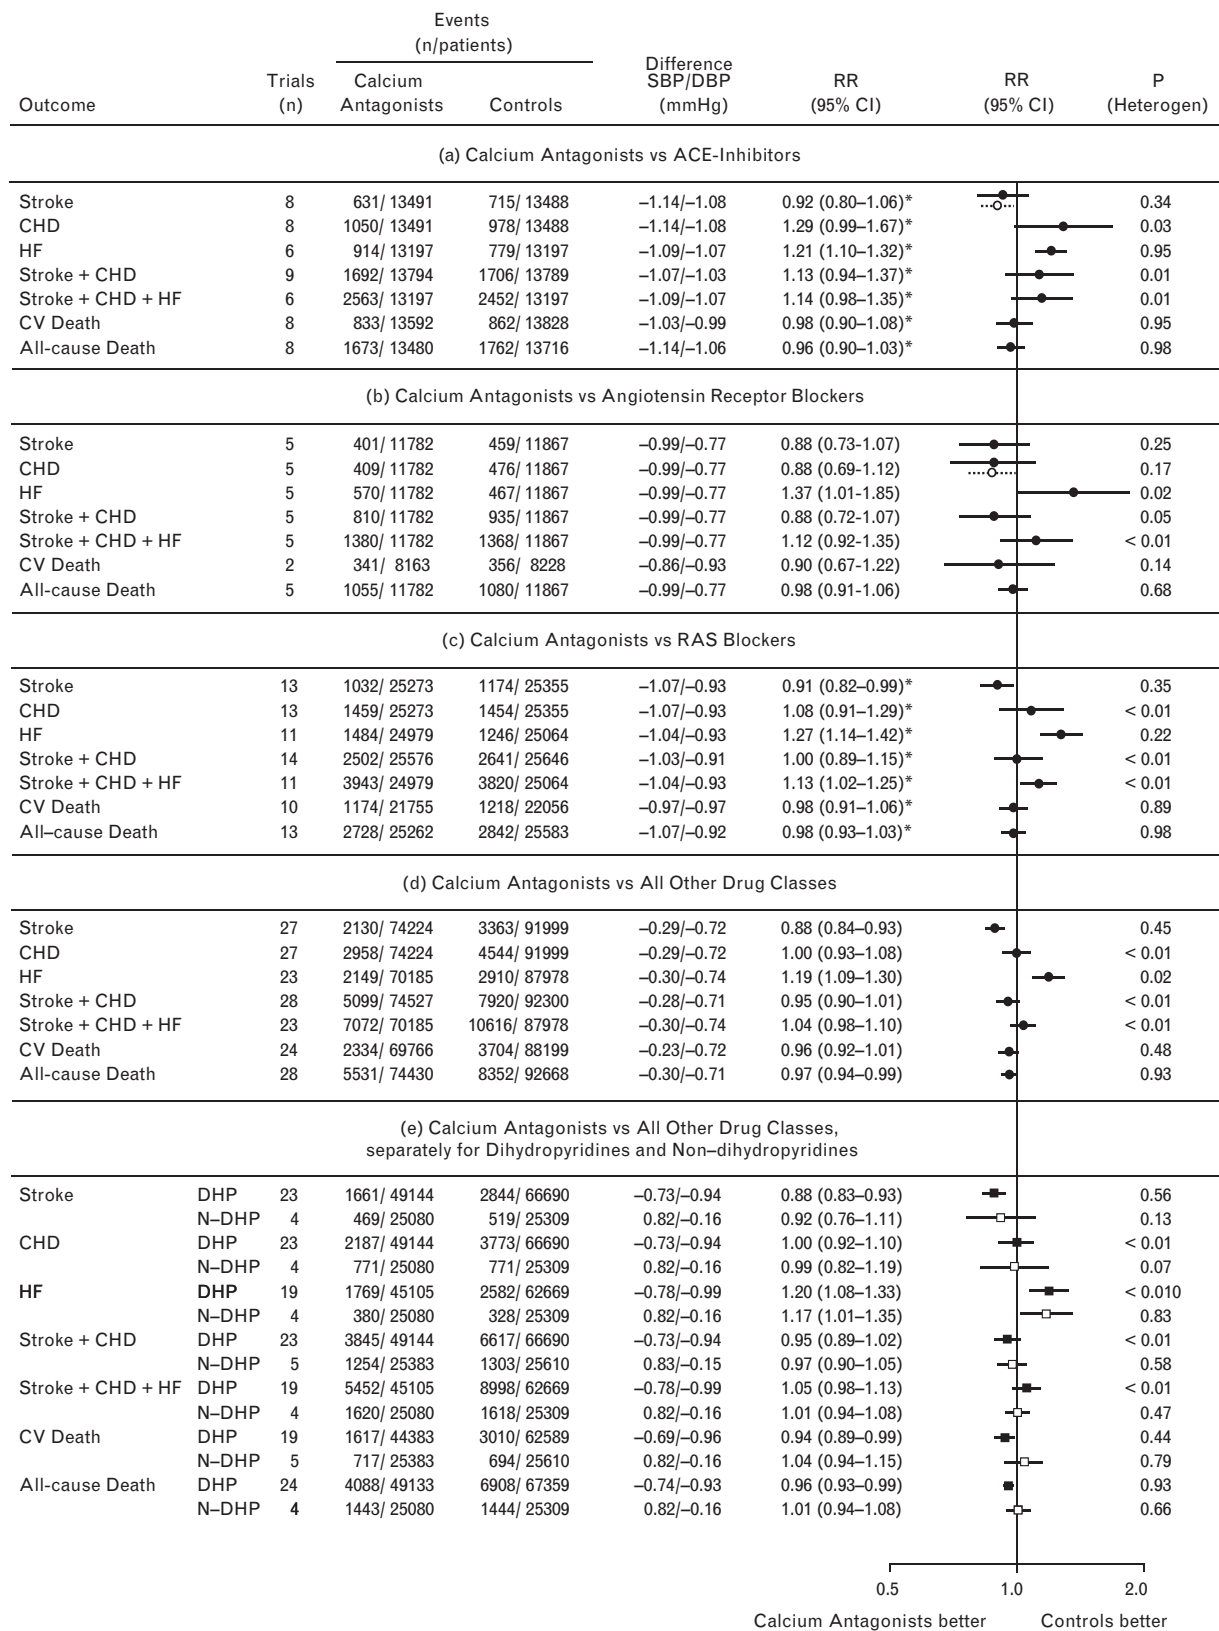 Events
(n/patients)
Outcome Trials (n) Calcium Antagonists Controls Difference SBP/DBP (mmHg) RR (95% CI) RR (95% CI) P (Heterogen)
(a) Calcium Antagonists vs ACE-Inhibitors
Stroke 8 631/ 13491 715/ 13488 –1.14/–1.08 0.92 (0.80–1.06)* 0.34
CHD 8 1050/ 13491 978/ 13488 –1.14/–1.08 1.29 (0.99–1.67)* 0.03
HF 6 914/ 13197 779/ 13197 –1.09/–1.07 1.21 (1.10–1.32)* 0.95
Stroke + CHD 9 1692/ 13794 1706/ 13789 –1.07/–1.03 1.13 (0.94–1.37)* 0.01
Stroke + CHD + HF 6 2563/ 13197 2452/ 13197 –1.09/–1.07 1.14 (0.98–1.35)* 0.01
CV Death 8 833/ 13592 862/ 13828 –1.03/–0.99 0.98 (0.90–1.08)* 0.95
All-cause Death 8 1673/ 13480 1762/ 13716 –1.14/–1.06 0.96 (0.90–1.03)* 0.98
(b) Calcium Antagonists vs Angiotensin Receptor Blockers
Stroke 5 401/ 11782 459/ 11867 –0.99/–0.77 0.88 (0.73-1.07) 0.25
CHD 5 409/ 11782 476/ 11867 –0.99/–0.77 0.88 (0.69-1.12) 0.17
HF 5 570/ 11782 467/ 11867 –0.99/–0.77 1.37 (1.01-1.85) 0.02
Stroke + CHD 5 810/ 11782 935/ 11867 –0.99/–0.77 0.88 (0.72-1.07) 0.05
Stroke + CHD + HF 5 1380/ 11782 1368/ 11867 –0.99/–0.77 1.12 (0.92-1.35) < 0.01
CV Death 2 341/ 8163 356/ 8228 –0.86/–0.93 0.90 (0.67-1.22) 0.14
All-cause Death 5 1055/ 11782 1080/ 11867 –0.99/–0.77 0.98 (0.91-1.06) 0.68
(c) Calcium Antagonists vs RAS Blockers
Stroke 13 1032/ 25273 1174/ 25355 –1.07/–0.93 0.91 (0.82–0.99)* 0.35
CHD 13 1459/ 25273 1454/ 25355 –1.07/–0.93 1.08 (0.91–1.29)* < 0.01
HF 11 1484/ 24979 1246/ 25064 –1.04/–0.93 1.27 (1.14–1.42)* 0.22
Stroke + CHD 14 2502/ 25576 2641/ 25646 –1.03/–0.91 1.00 (0.89–1.15)* < 0.01
Stroke + CHD + HF 11 3943/ 24979 3820/ 25064 –1.04/–0.93 1.13 (1.02–1.25)* < 0.01
CV Death 10 1174/ 21755 1218/ 22056 –0.97/–0.97 0.98 (0.91–1.06)* 0.89
All–cause Death 13 2728/ 25262 2842/ 25583 –1.07/–0.92 0.98 (0.93–1.03)* 0.98
(d) Calcium Antagonists vs All Other Drug Classes
Stroke 27 2130/ 74224 3363/ 91999 –0.29/–0.72 0.88 (0.84–0.93) 0.45
CHD 27 2958/ 74224 4544/ 91999 –0.29/–0.72 1.00 (0.93–1.08) < 0.01
HF 23 2149/ 70185 2910/ 87978 –0.30/–0.74 1.19 (1.09–1.30) 0.02
Stroke + CHD 28 5099/ 74527 7920/ 92300 –0.28/–0.71 0.95 (0.90–1.01) < 0.01
Stroke + CHD + HF 23 7072/ 70185 10616/ 87978 –0.30/–0.74 1.04 (0.98–1.10) < 0.01
CV Death 24 2334/ 69766 3704/ 88199 –0.23/–0.72 0.96 (0.92–1.01) 0.48
All-cause Death 28 5531/ 74430 8352/ 92668 –0.30/–0.71 0.97 (0.94–0.99) 0.93
(e) Calcium Antagonists vs All Other Drug Classes,
separately for Dihydropyridines and Non–dihydropyridines
Stroke DHP 23 1661/ 49144 2844/ 66690 –0.73/–0.94 0.88 (0.83–0.93) 0.56
N–DHP 4 469/ 25080 519/ 25309 0.82/–0.16 0.92 (0.76–1.11) 0.13
CHD DHP 23 2187/ 49144 3773/ 66690 –0.73/–0.94 1.00 (0.92–1.10) < 0.01
N–DHP 4 771/ 25080 771/ 25309 0.82/–0.16 0.99 (0.82–1.19) 0.07
HF DHP 19 1769/ 45105 2582/ 62669 –0.78/–0.99 1.20 (1.08–1.33) < 0.010
N–DHP 4 380/ 25080 328/ 25309 0.82/–0.16 1.17 (1.01–1.35) 0.83
Stroke + CHD DHP 23 3845/ 49144 6617/ 66690 –0.73/–0.94 0.95 (0.89–1.02) < 0.01
N–DHP 5 1254/ 25383 1303/ 25610 0.83/–0.15 0.97 (0.90–1.05) 0.58
Stroke + CHD + HF DHP 19 5452/ 45105 8998/ 62669 –0.78/–0.99 1.05 (0.98–1.13) < 0.01
N–DHP 4 1620/ 25080 1618/ 25309 0.82/–0.16 1.01 (0.94–1.08) 0.47
CV Death DHP 19 1617/ 44383 3010/ 62589 –0.69/–0.96 0.94 (0.89–0.99) 0.44
N–DHP 5 717/ 25383 694/ 25610 0.82/–0.16 1.04 (0.94–1.15) 0.79
All-cause Death DHP 24 4088/ 49133 6908/ 67359 –0.74/–0.93 0.96 (0.93–0.99) 0.93
N–DHP 4 1443/ 25080 1444/ 25309 0.82/–0.16 1.01 (0.94–1.08) 0.66
0.5 1.0 2.0
Calcium Antagonists better Controls better